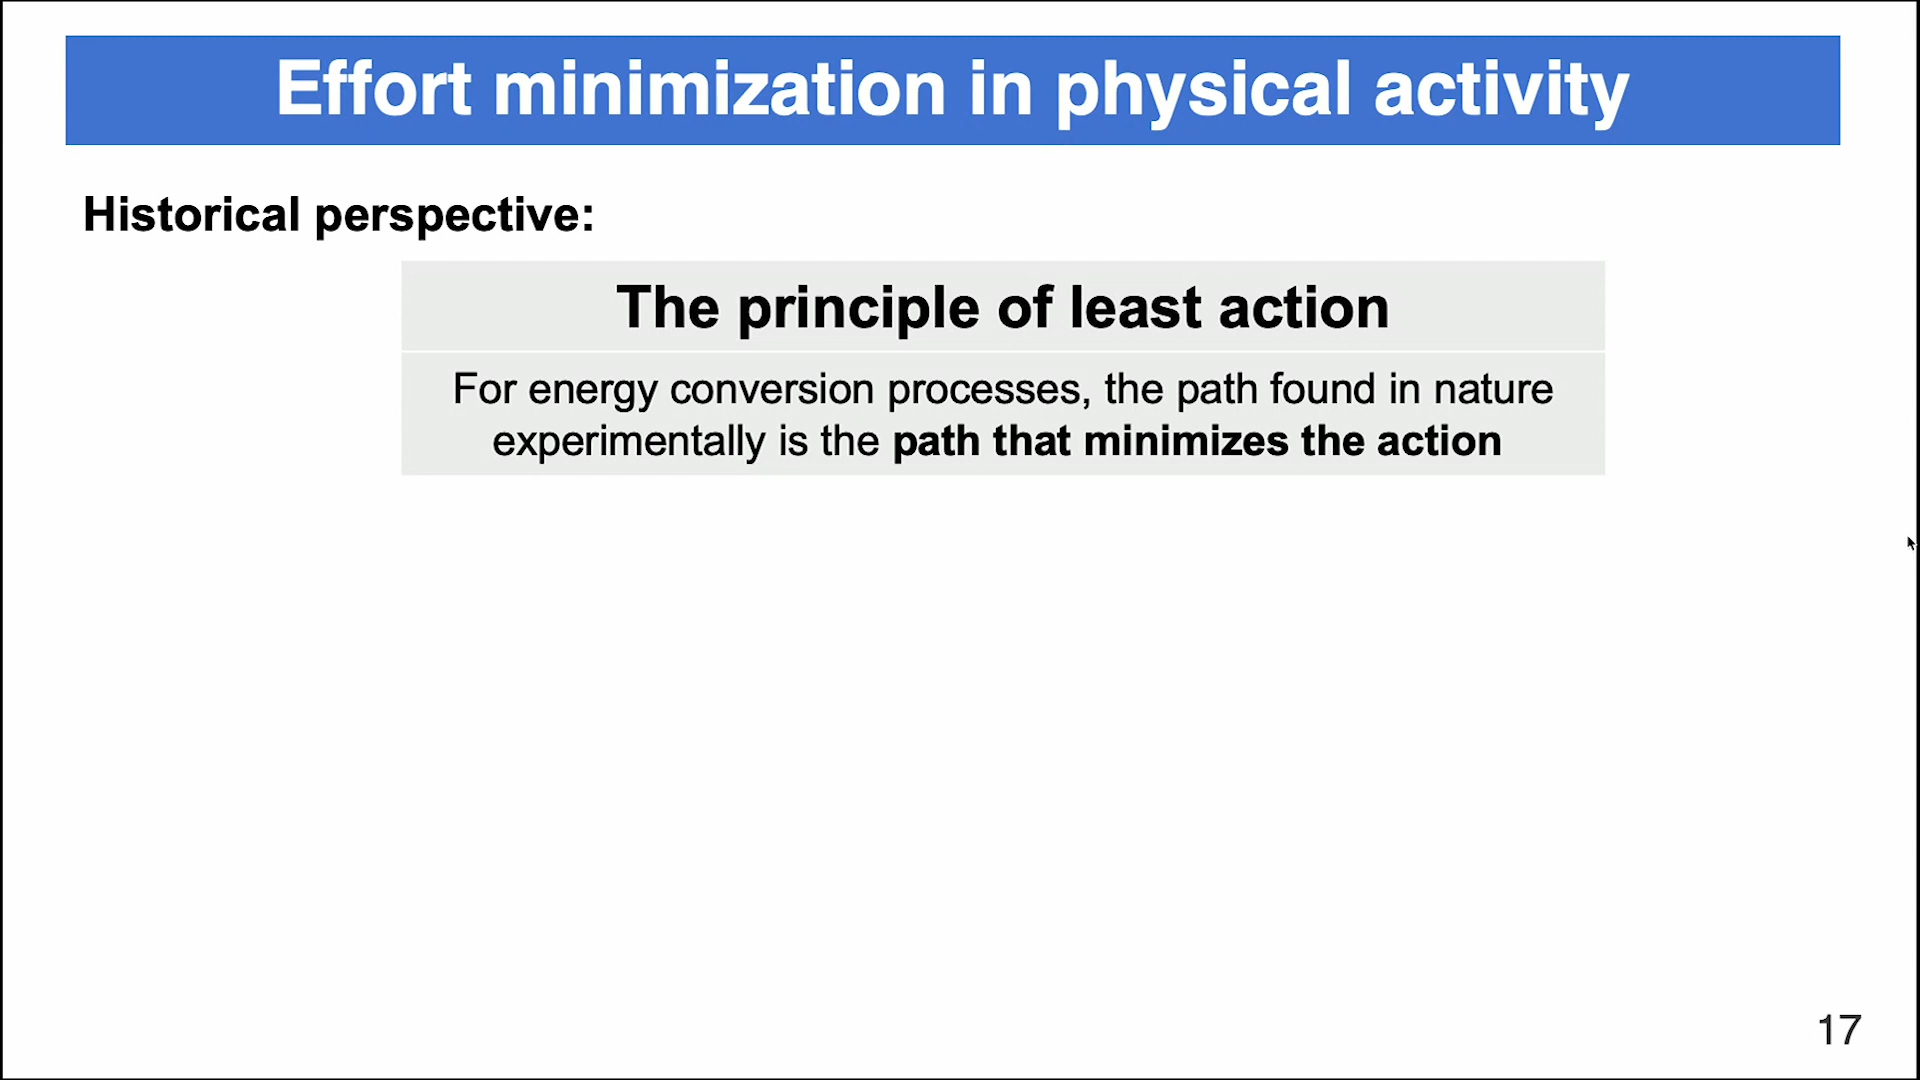 Effort minimization in physical activity
Historical perspective:
The principle of least action
For energy conversion processes, the path found in nature
experimentally is the path that minimizes the action
17